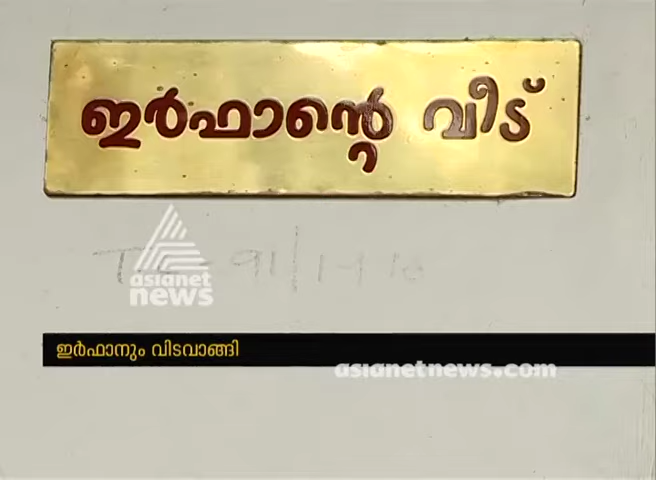 ഇർഫാന്റെ വീട്
asianet
news
ഇർഫാനും വിടവാങ്ങി
asianetnews.com